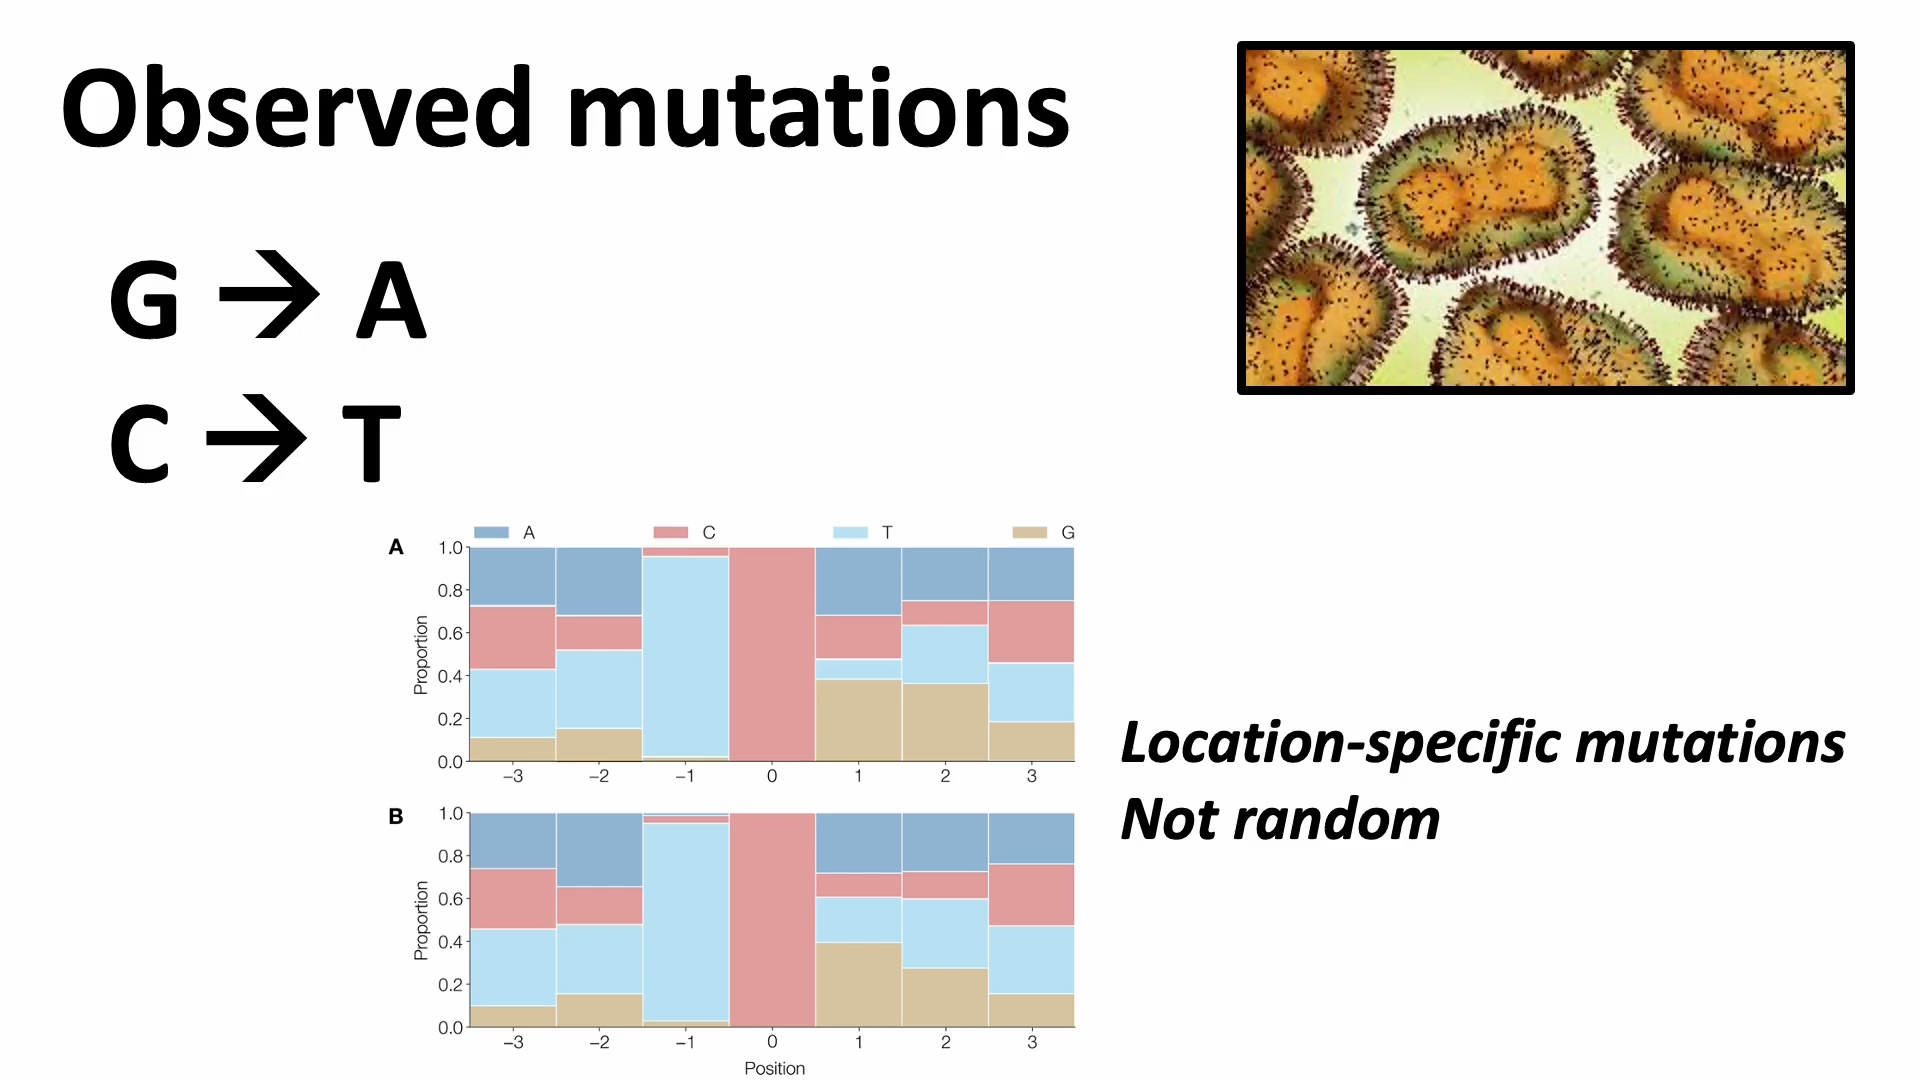 Observed mutations
G → A
C → T
A C T G
A
1.0
0.8
0.6
0.4
0.2
0.0
Proportion
−3 −2 −1 0 1 2 3
B
1.0
0.8
0.6
0.4
0.2
0.0
Proportion
−3 −2 −1 0 1 2 3
Position
Location-specific mutations
Not random